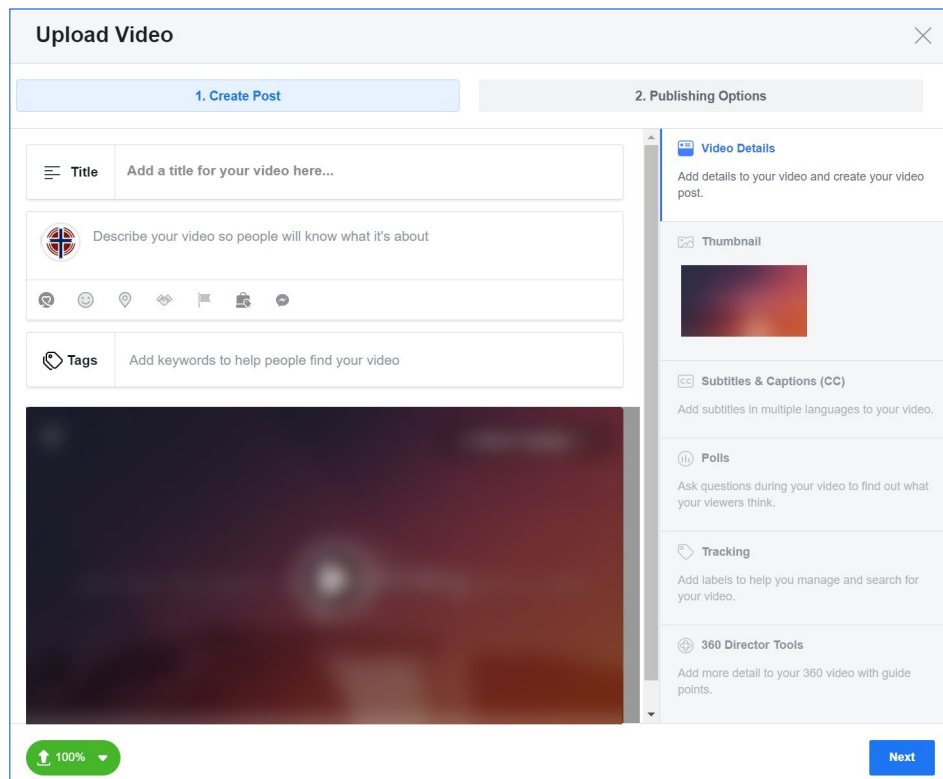 Upload Video
1. Create Post
2. Publishing Options
Title
Add a title for your video here...
Describe your video so people will know what it's about
Tags
Add keywords to help people find your video
Video Details
Add details to your video and create your video
post.
Thumbnail
CC Subtitles & Captions (CC)
Add subtitles in multiple languages to your video.
Polls
Ask questions during your video to find out what
your viewers think.
Tracking
Add labels to help you manage and search for
your video.
360 Director Tools
Add more detail to your 360 video with guide
points.
100%
Next